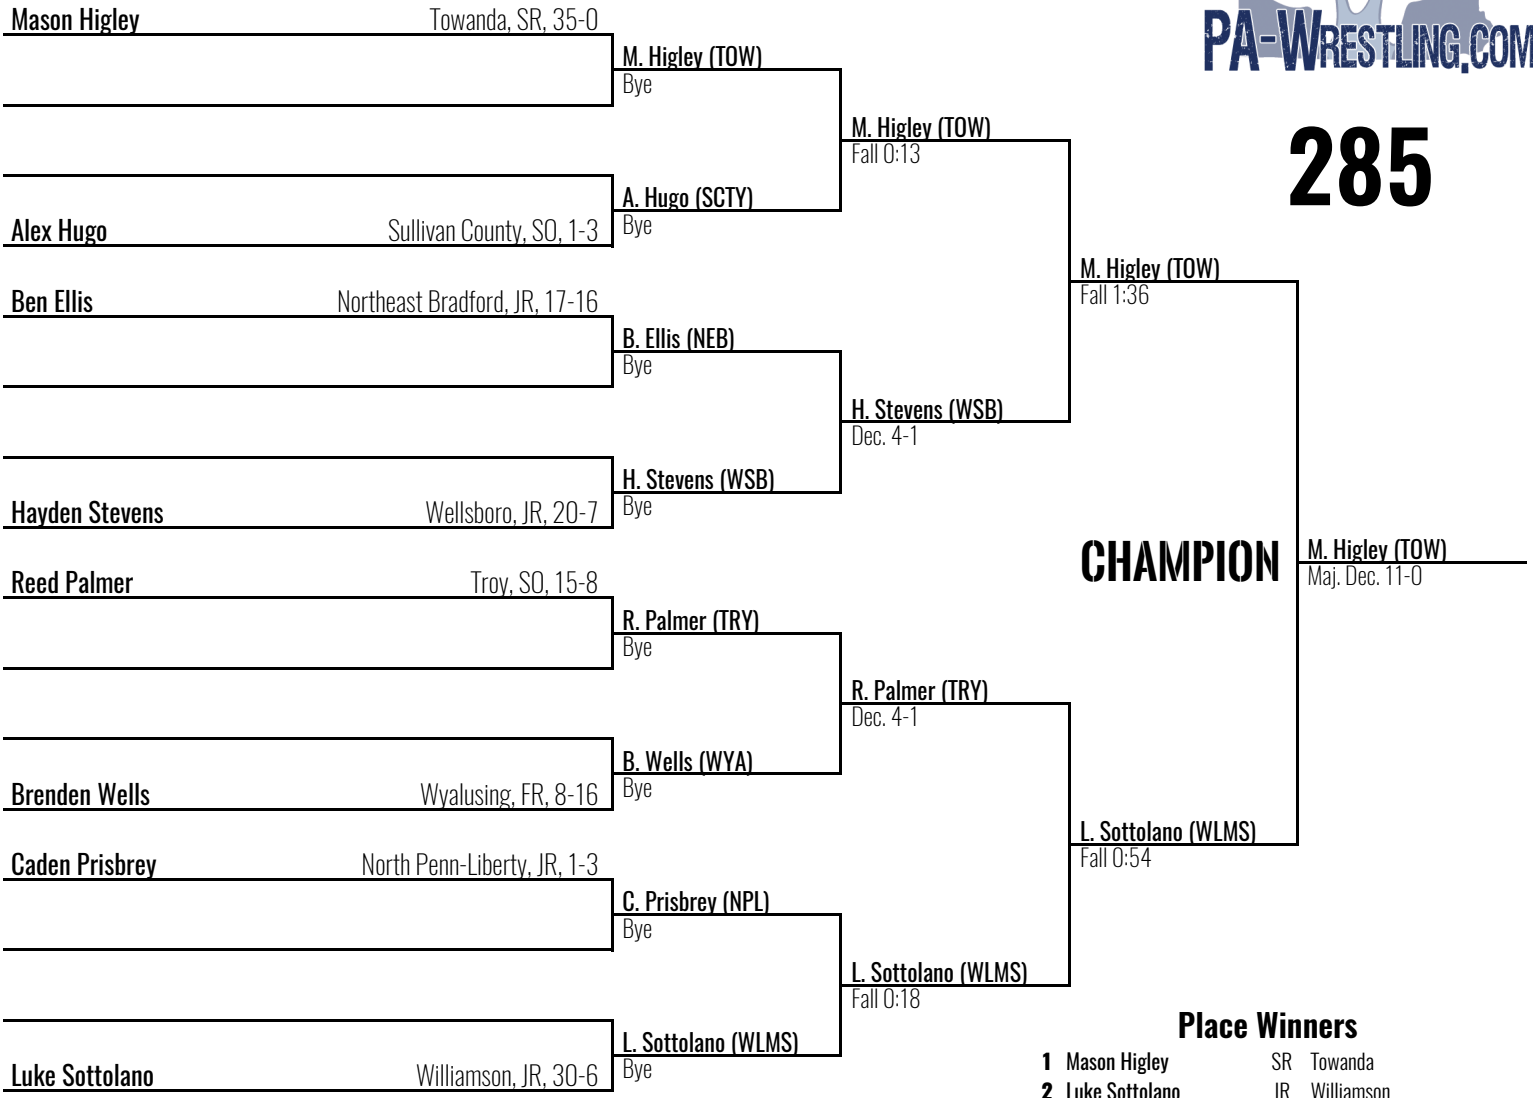 PA-WRESTLING.COM
285
Mason Higley Towanda, SR, 35-0
M. Higley (TOW)
Bye
M. Higley (TOW)
Fall 0:13
A. Hugo (SCTY)
Bye
Alex Hugo Sullivan County, SO, 1-3
M. Higley (TOW)
Fall 1:36
Ben Ellis Northeast Bradford, JR, 17-16
B. Ellis (NEB)
Bye
H. Stevens (WSB)
Dec. 4-1
H. Stevens (WSB)
Bye
Hayden Stevens Wellsboro, JR, 20-7
CHAMPION
M. Higley (TOW)
Maj. Dec. 11-0
Reed Palmer Troy, SO, 15-8
R. Palmer (TRY)
Bye
R. Palmer (TRY)
Dec. 4-1
B. Wells (WYA)
Bye
Brenden Wells Wyalusing, FR, 8-16
L. Sottolano (WLMS)
Fall 0:54
Caden Prisbrey North Penn-Liberty, JR, 1-3
C. Prisbrey (NPL)
Bye
L. Sottolano (WLMS)
Fall 0:18
L. Sottolano (WLMS)
Bye
Luke Sottolano Williamson, JR, 30-6
Place Winners
1 Mason Higley SR Towanda
2 Luke Sottolano JR Williamson